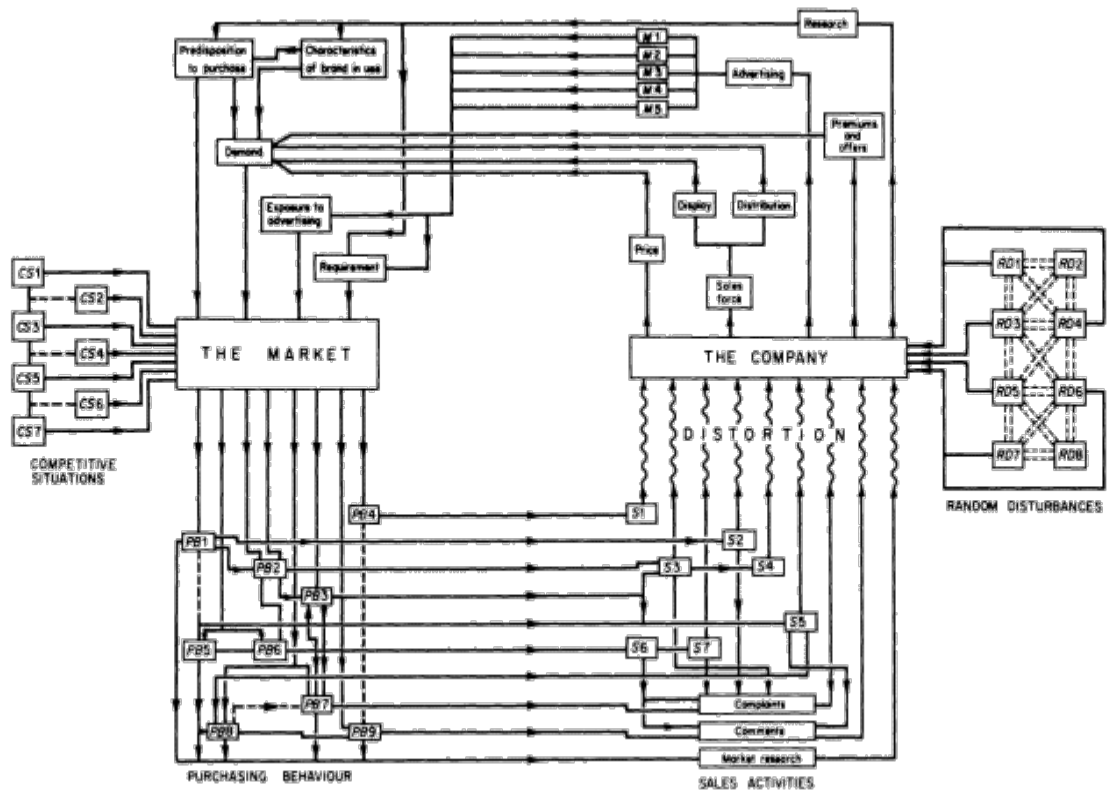 Research
Predisposition
to purchase
Characteristics
of brand in use
M1
M2
M3
M4
M5
Advertising
Premiums
and
offers
Demand
Exposure to
advertising
Display
Distribution
Price
Requirement
Sales
force
CS1
CS2
CS3
CS4
CS5
CS6
CS7
COMPETITIVE
SITUATIONS
THE MARKET
THE COMPANY
RD1
RD2
RD3
RD4
RD5
RD6
RD7
RD8
RANDOM DISTURBANCES
DISTORTION
PB4
S1
PB1
S2
PB2
S3
S4
PB3
S5
PB5
PB6
S6
S7
PB7
Complaints
PB8
PB9
Comments
Market research
PURCHASING BEHAVIOUR
SALES ACTIVITIES